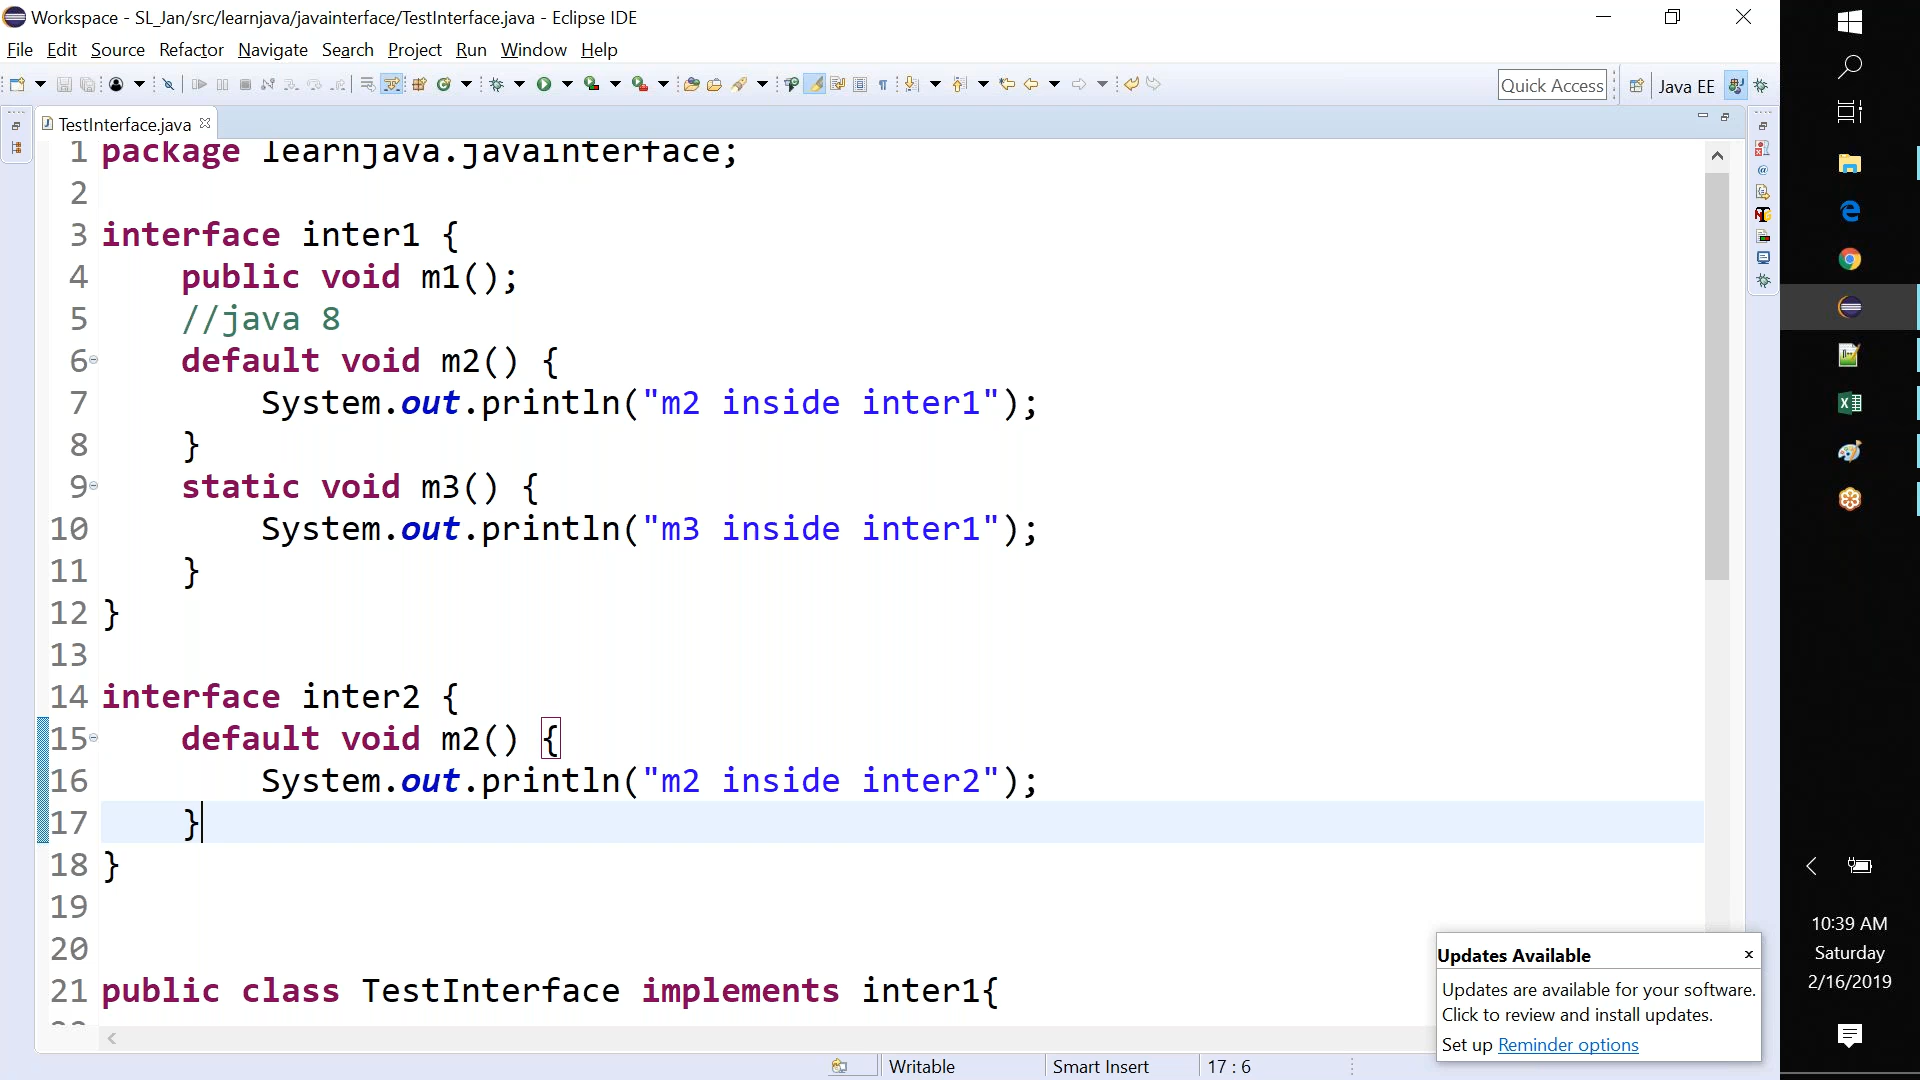 Workspace - SL_Jan/src/learnjava/javainterface/TestInterface.java - Eclipse IDE
File Edit Source Refactor Navigate Search Project Run Window Help
Quick Access
Java EE
TestInterface.java
1 package learnjava.javainterface;
2
3 interface inter1 {
4 public void m1();
5 //java 8
6 default void m2() {
7 System.out.println("m2 inside inter1");
8 }
9 static void m3() {
10 System.out.println("m3 inside inter1");
11 }
12 }
13
14 interface inter2 {
15 default void m2() {
16 System.out.println("m2 inside inter2");
17 }
18 }
19
20
21 public class TestInterface implements inter1{
Updates Available
Updates are available for your software.
Click to review and install updates.
Set up Reminder options
Writable
Smart Insert
17 : 6
10:39 AM
Saturday
2/16/2019